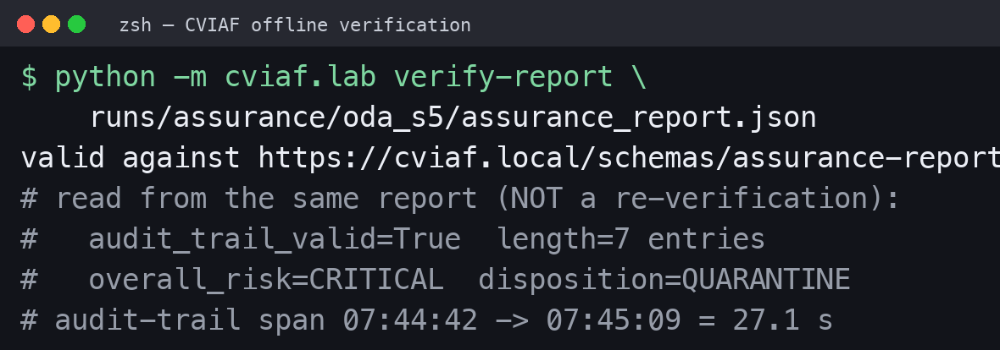 zsh — CVIAF offline verification
$ python -m cviaf.lab verify-report \
runs/assurance/oda_s5/assurance_report.json
valid against https://cviaf.local/schemas/assurance-report
# read from the same report (NOT a re-verification):
#   audit_trail_valid=True  length=7 entries
#   overall_risk=CRITICAL  disposition=QUARANTINE
# audit-trail span 07:44:42 -> 07:45:09 = 27.1 s